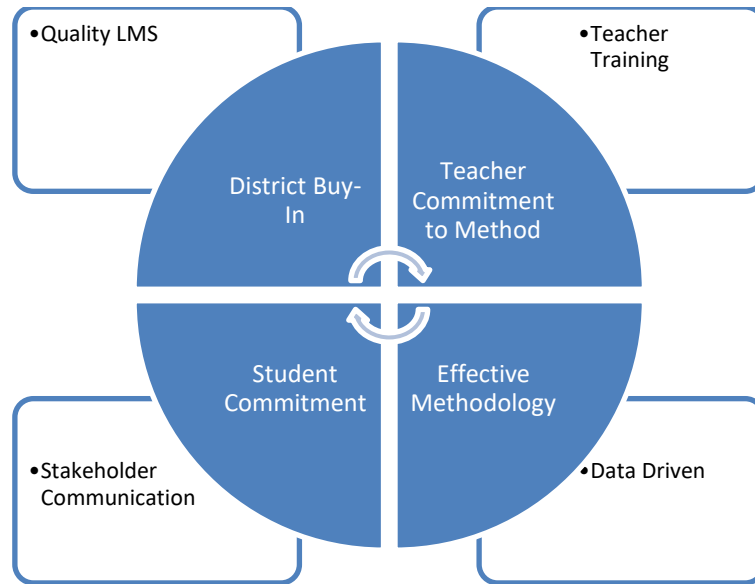 •Quality LMS
•Teacher
Training
District Buy-
In
Teacher
Commitment
to Method
Student
Commitment
Effective
Methodology
•Stakeholder
Communication
•Data Driven